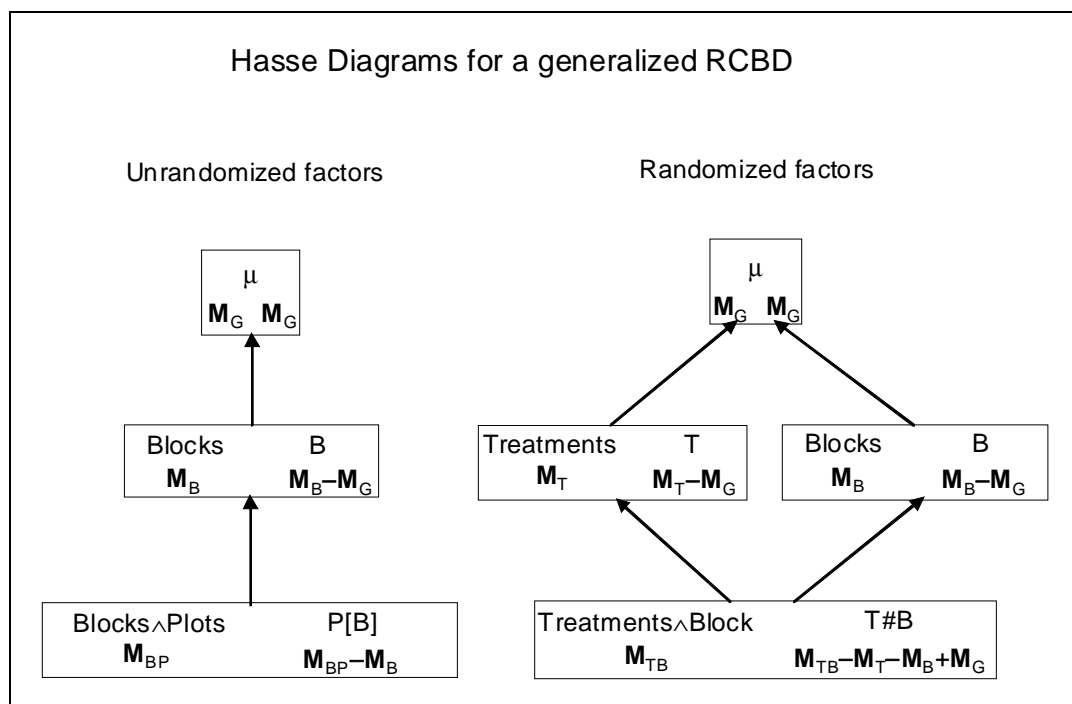 Hasse Diagrams for a generalized RCBD
Unrandomized factors
μ
M_G M_G
Blocks B
M_B M_B–M_G
Blocks∧Plots P[B]
M_BP M_BP–M_B
Randomized factors
μ
M_G M_G
Treatments T
M_T M_T–M_G
Blocks B
M_B M_B–M_G
Treatments∧Block T#B
M_TB M_TB–M_T–M_B+M_G